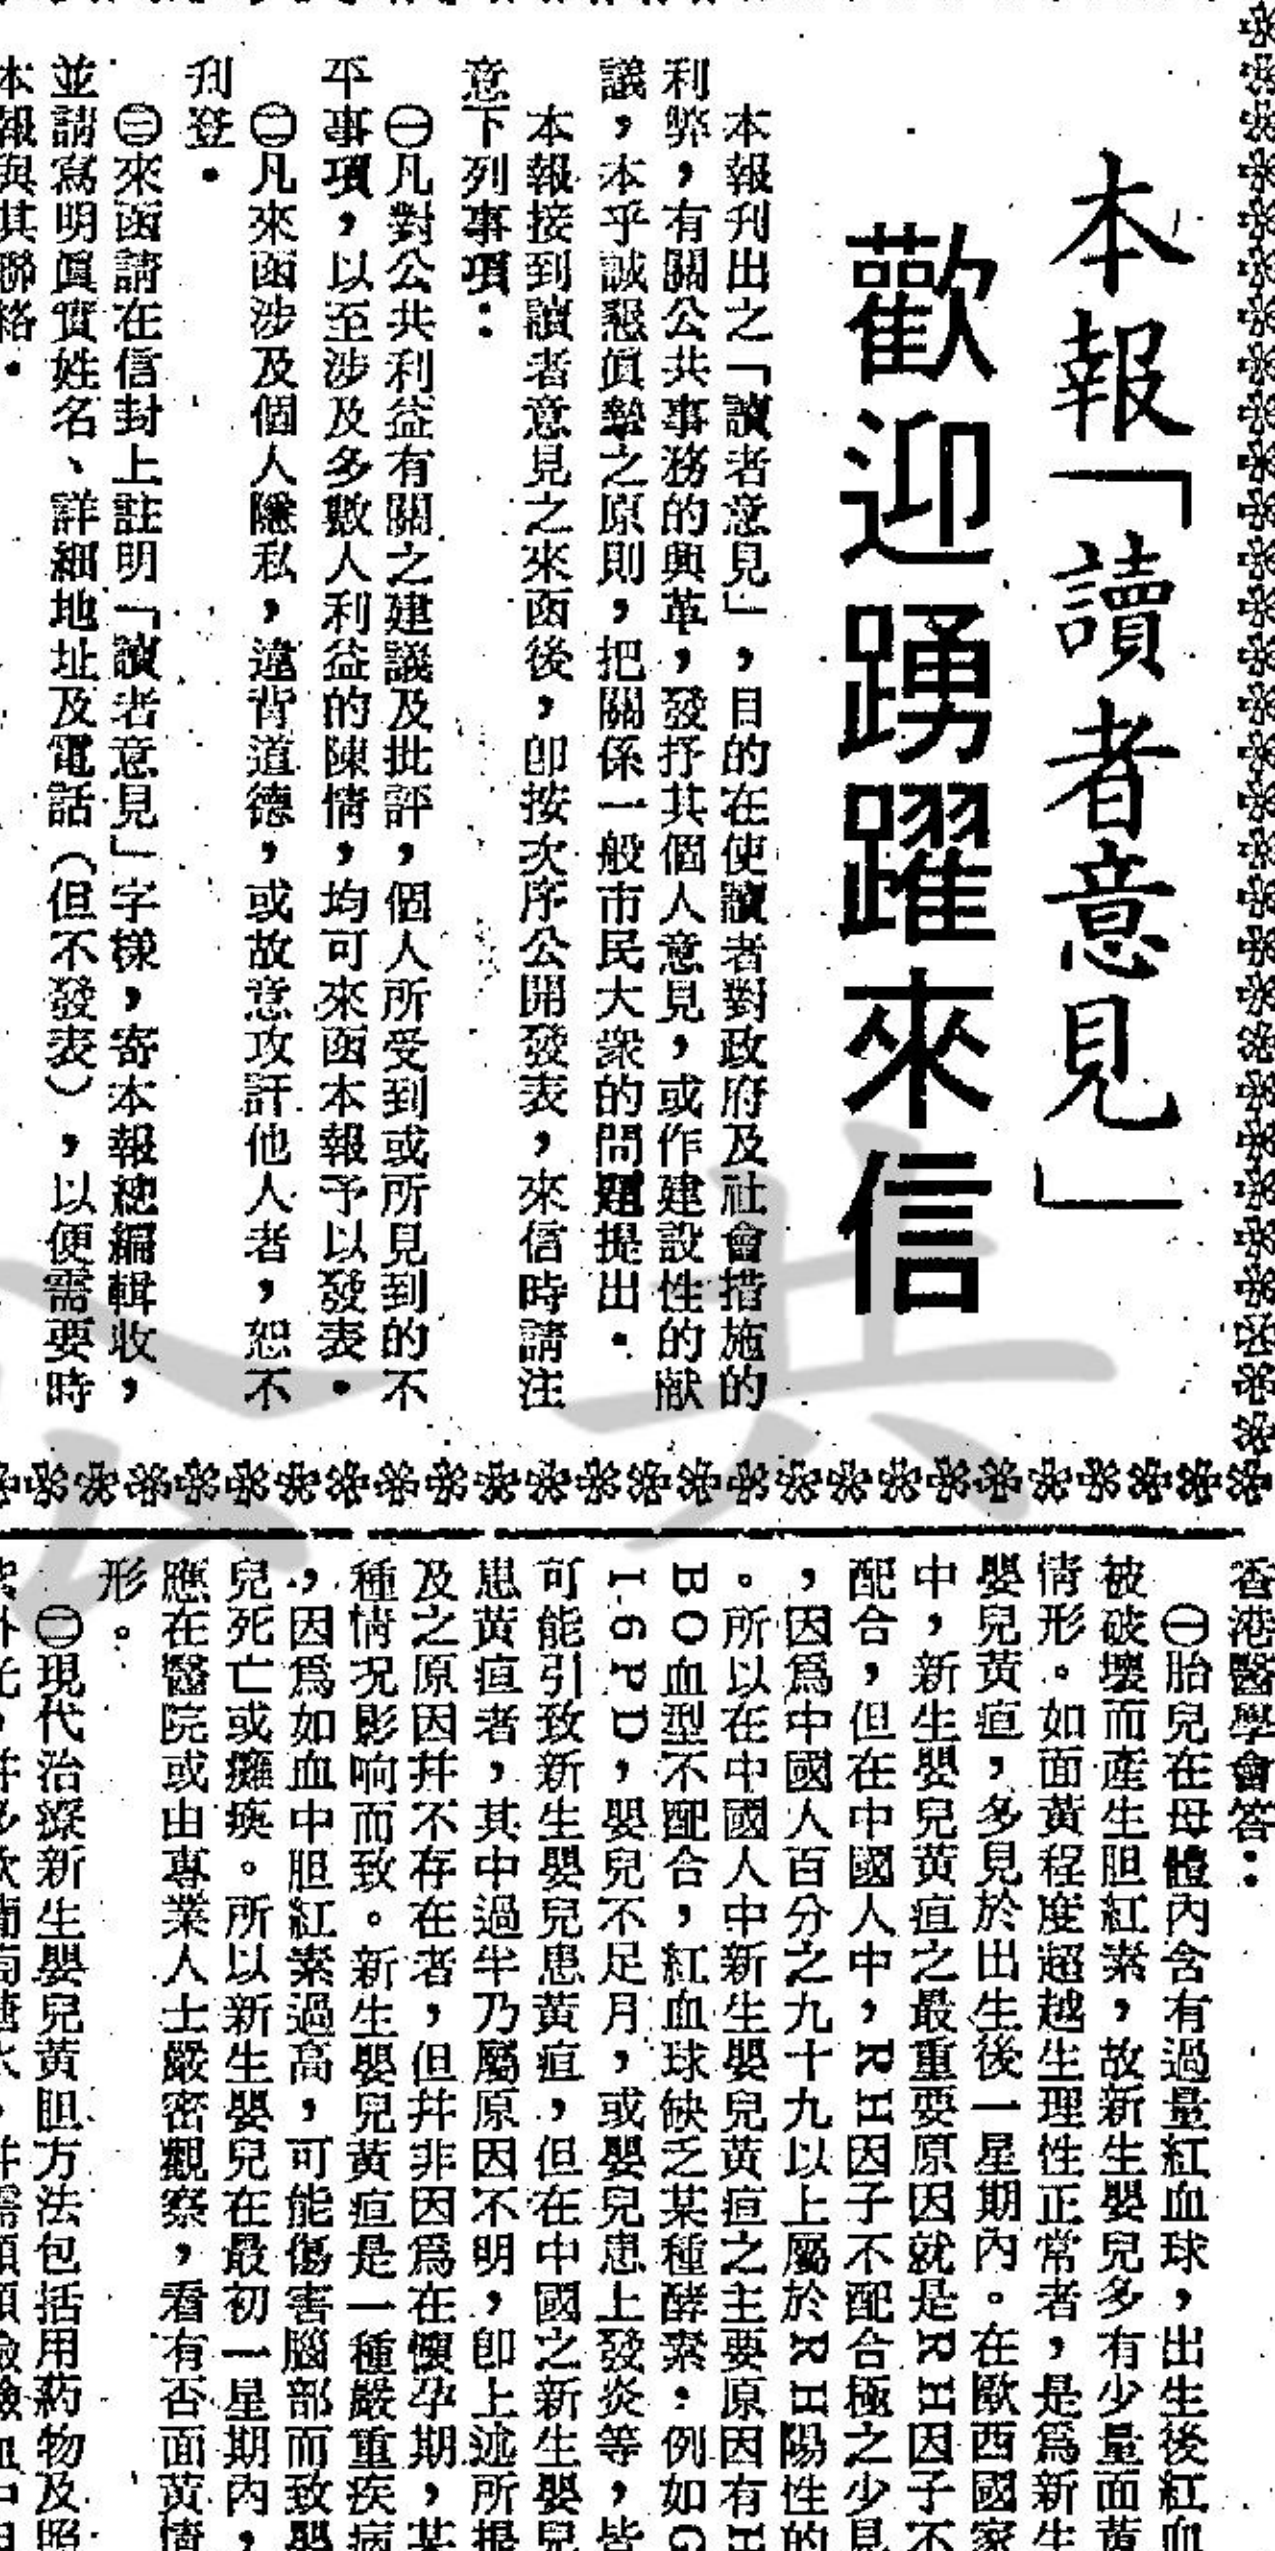 本報「讀者意見」
歡迎踴躍來信
本報刋出之「讀者意見」，目的在使讀者對政府及社會措施的
利弊，有關公共事務的興革，發抒其個人意見，或作建設性的献
議，本乎誠懇眞摯之原則，把關係一般市民大衆的問題提出．
本報接到讀者意見之來函後，卽按次序公開發表，來信時請注
意下列事項：
㊀凡對公共利益有關之建議及批評，個人所受到或所見到的不
平事項，以至涉及多數人利益的陳情，均可來函本報予以發表．
㊁凡來函涉及個人隱私，違背道德，或故意攻訐他人者，恕不
刋登．
㊂來函請在信封上註明「讀者意見」字樣，寄本報總編輯收，
並請寫明眞實姓名、詳細地址及電話（但不發表），以便需要時
本報與其聯格．
香港醫學會答：
㊀胎兒在母體內含有過量紅血球，出生後紅血
被破壞而產生胆紅素，故新生嬰兒多有少量面黃
情形。如面黃程度超越生理性正常者，是爲新生
嬰兒黃疸，多見於出生後一星期內。在歐西國家
中，新生嬰兒黃疸之最重要原因就是RH因子不
配合，但在中國人中，RH因子不配合極之少見
，因爲中國人百分之九十九以上屬於RH陽性的
。所以在中國人中新生嬰兒黃疸之主要原因有
BO血型不配合，紅血球缺乏某種酵素：例如G
I-6PD，嬰兒不足月，或嬰兒患上發炎等，皆
可能引致新生嬰兒患黃疸，但在中國之新生嬰兒
患黃疸者，其中過半乃屬原因不明，卽上述所提
及之原因幷不存在者，但幷非因爲在懷孕期，某
種情況影响而致。新生嬰兒黃疸是一種嚴重疾病
，因爲如血中胆紅素過高，可能傷害腦部而致嬰
兒死亡或癱瘓。所以新生嬰兒在最初一星期內，
應在醫院或由專業人士嚴密觀察，看有否面黃情
形。
㊁現代治療新生嬰兒黃胆方法包括用葯物及照
公共